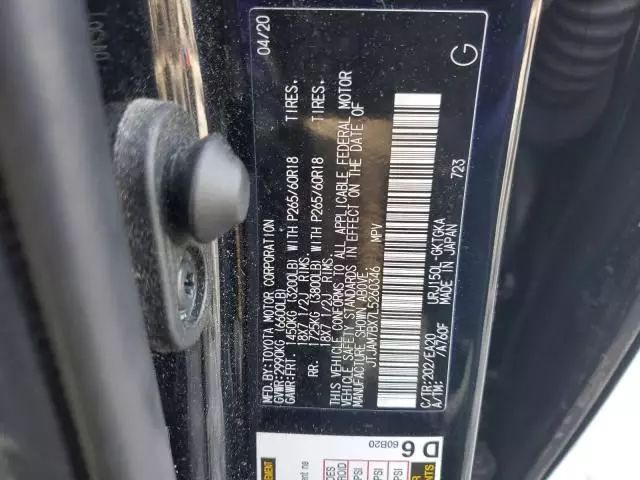 MFD.BY:TOYOTA MOTOR CORPORATION 04/20
GVWR:2990KG (6600LB)
GAWR:FRT. 1450KG (3200LB) WITH P265/60R18 TIRES.
18X7 1/2J RIMS.
RR. 1725KG (3800LB) WITH P265/60R18 TIRES.
18X7 1/2J RIMS.
THIS VEHICLE CONFORMS TO ALL APPLICABLE FEDERAL MOTOR
VEHICLE SAFETY STANDARDS IN EFFECT ON THE DATE OF
MANUFACTURE SHOWN ABOVE.
JTJAM7BX7L5260346 MPV
C/TR:202/EA20 URJ150L-GKTGKA 723
A/TM: /A760F MADE IN JAPAN
G
D6
60B20